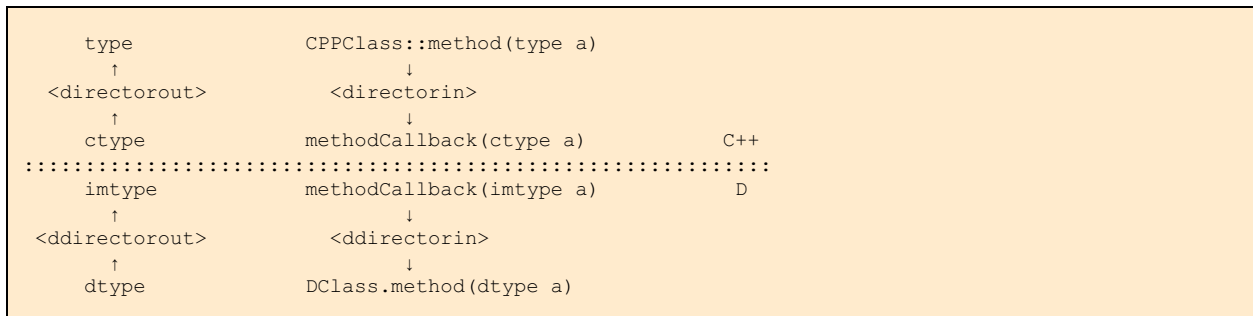 type                  CPPClass::method(type a)
↑                             ↓
<directorout>            <directorin>
↑                             ↓
ctype                 methodCallback(ctype a)            C++
:::::::::::::::::::::::::::::::::::::::::::::::::::::::::::::
imtype                methodCallback(imtype a)            D
↑                             ↓
<ddirectorout>           <ddirectorin>
↑                             ↓
dtype                 DClass.method(dtype a)